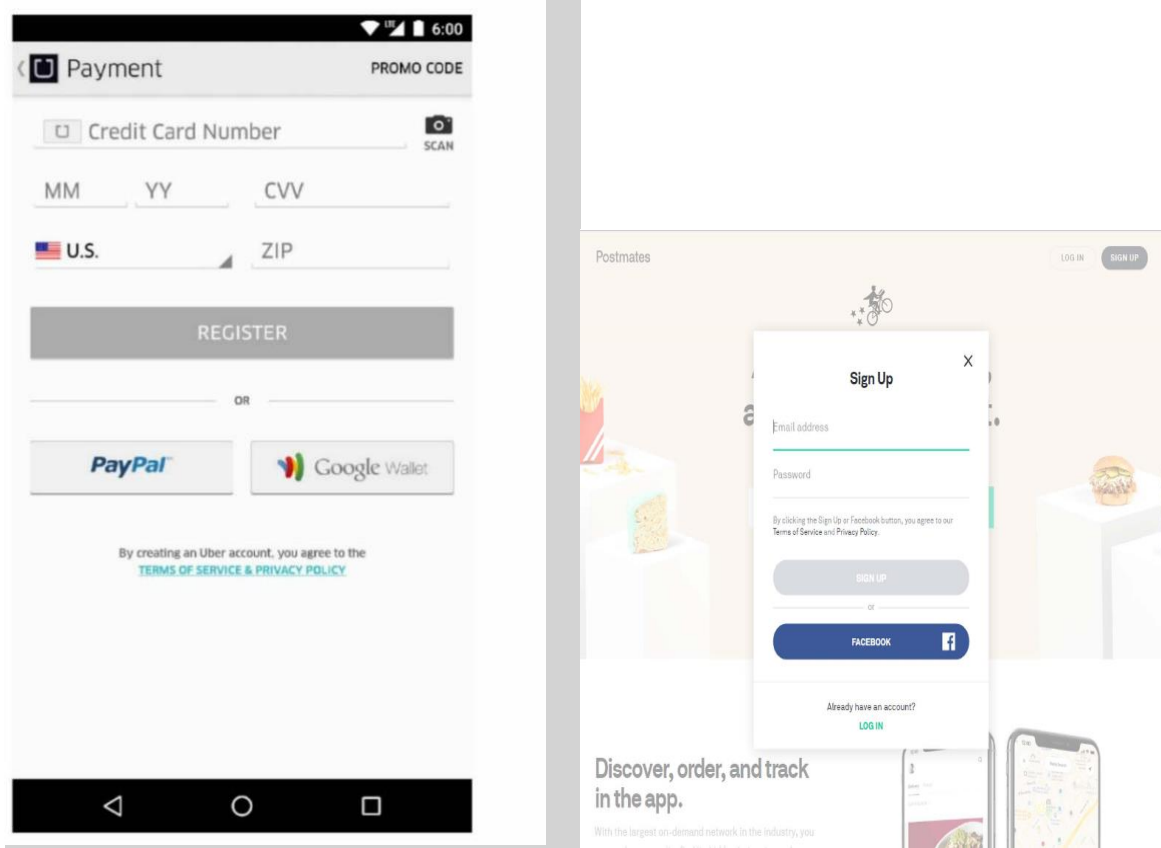 LTE 6:00
Payment PROMO CODE
Credit Card Number
SCAN
MM YY CVV
U.S. ZIP
REGISTER
OR
PayPal Google Wallet
By creating an Uber account, you agree to the
TERMS OF SERVICE & PRIVACY POLICY
Postmates LOG IN SIGN UP
Sign Up X
Email address
Password
By clicking the Sign Up or Facebook button, you agree to our
Terms of Service and Privacy Policy.
SIGN UP
or
FACEBOOK
Already have an account?
LOG IN
Discover, order, and track
in the app.
With the largest on-demand network in the industry, you